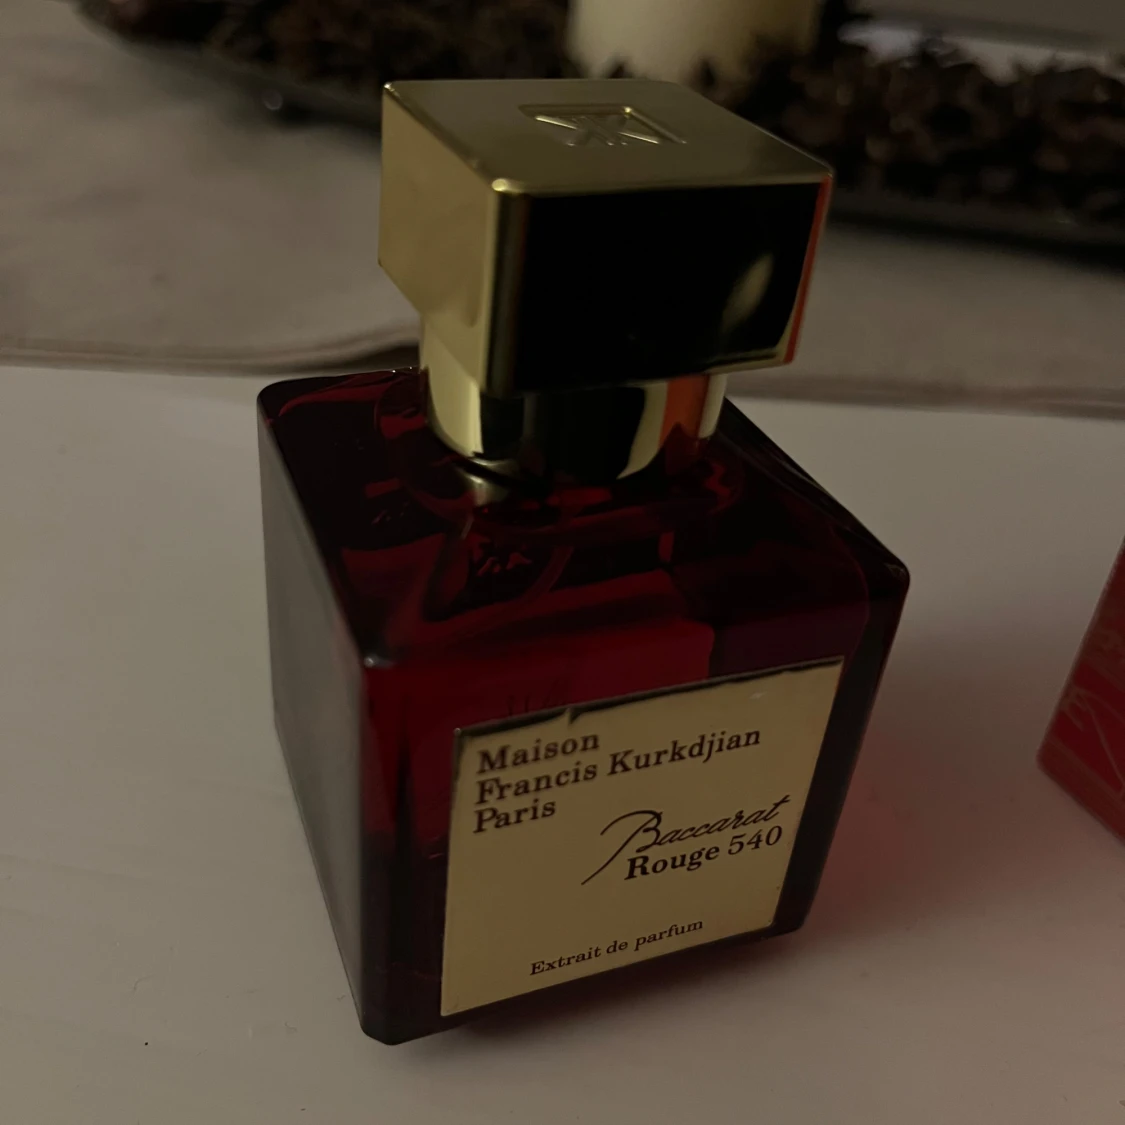 Maison
Francis Kurkdjian
Paris
Baccarat
Rouge 540
Extrait de parfum